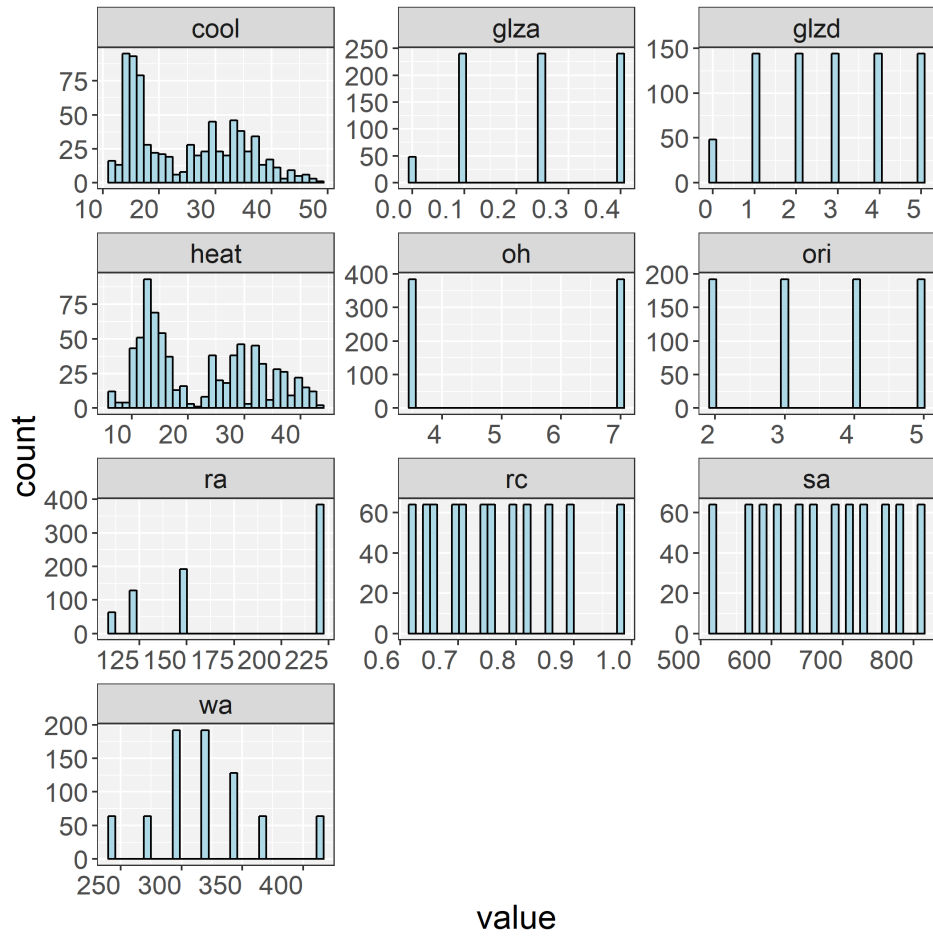 cool glza glzd
75
50
25
0
10 20 30 40 50
250
200
150
100
50
0
0.0 0.1 0.2 0.3 0.4
150
100
50
0
0 1 2 3 4 5
heat oh ori
75
50
25
0
10 20 30 40
400
300
200
100
0
4 5 6 7
200
150
100
50
0
2 3 4 5
ra rc sa
400
300
200
100
0
125 150 175 200 225
60
40
20
0
0.6 0.7 0.8 0.9 1.0
60
40
20
0
500 600 700 800
wa
200
150
100
50
0
250 300 350 400
count
value